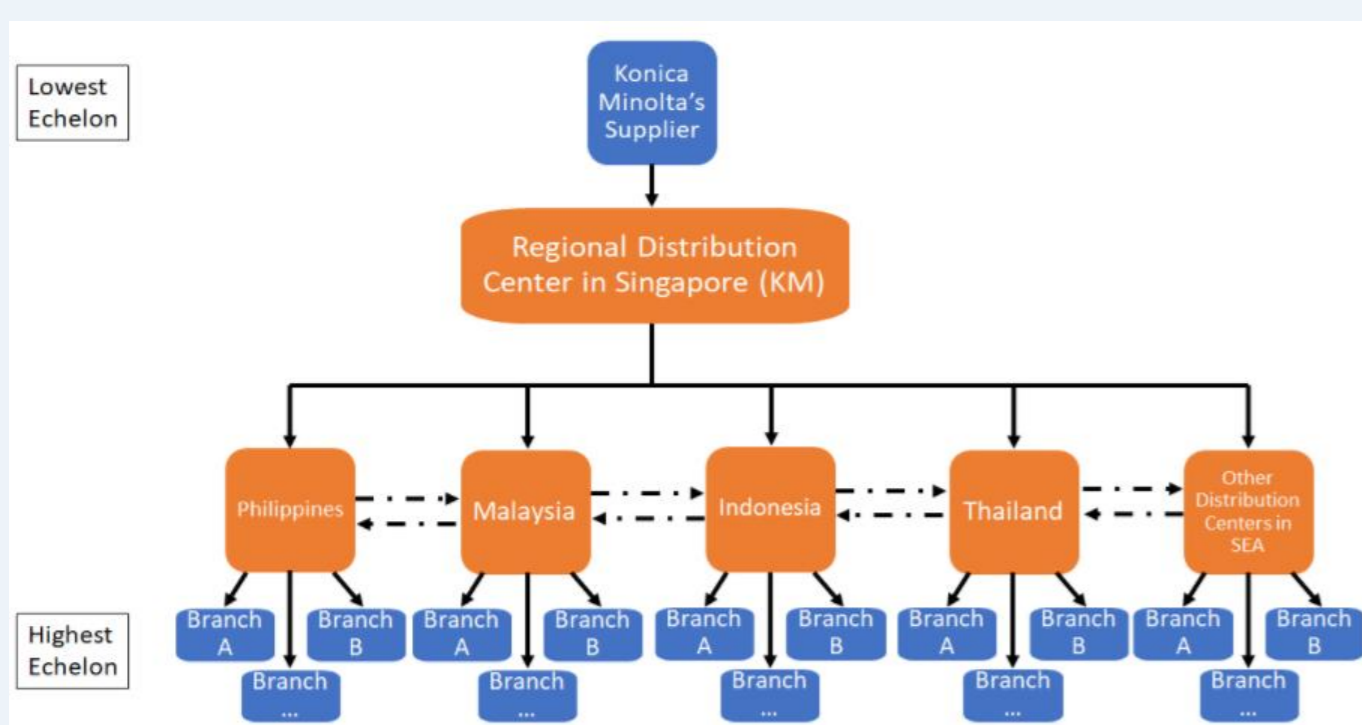 Lowest
Echelon
Konica
Minolta's
Supplier
Regional Distribution
Center in Singapore (KM)
Philippines
Malaysia
Indonesia
Thailand
Other
Distribution
Centers in
SEA
Highest
Echelon
Branch
A
Branch
B
Branch
...
Branch
A
Branch
B
Branch
...
Branch
A
Branch
B
Branch
...
Branch
A
Branch
B
Branch
...
Branch
A
Branch
B
Branch
...